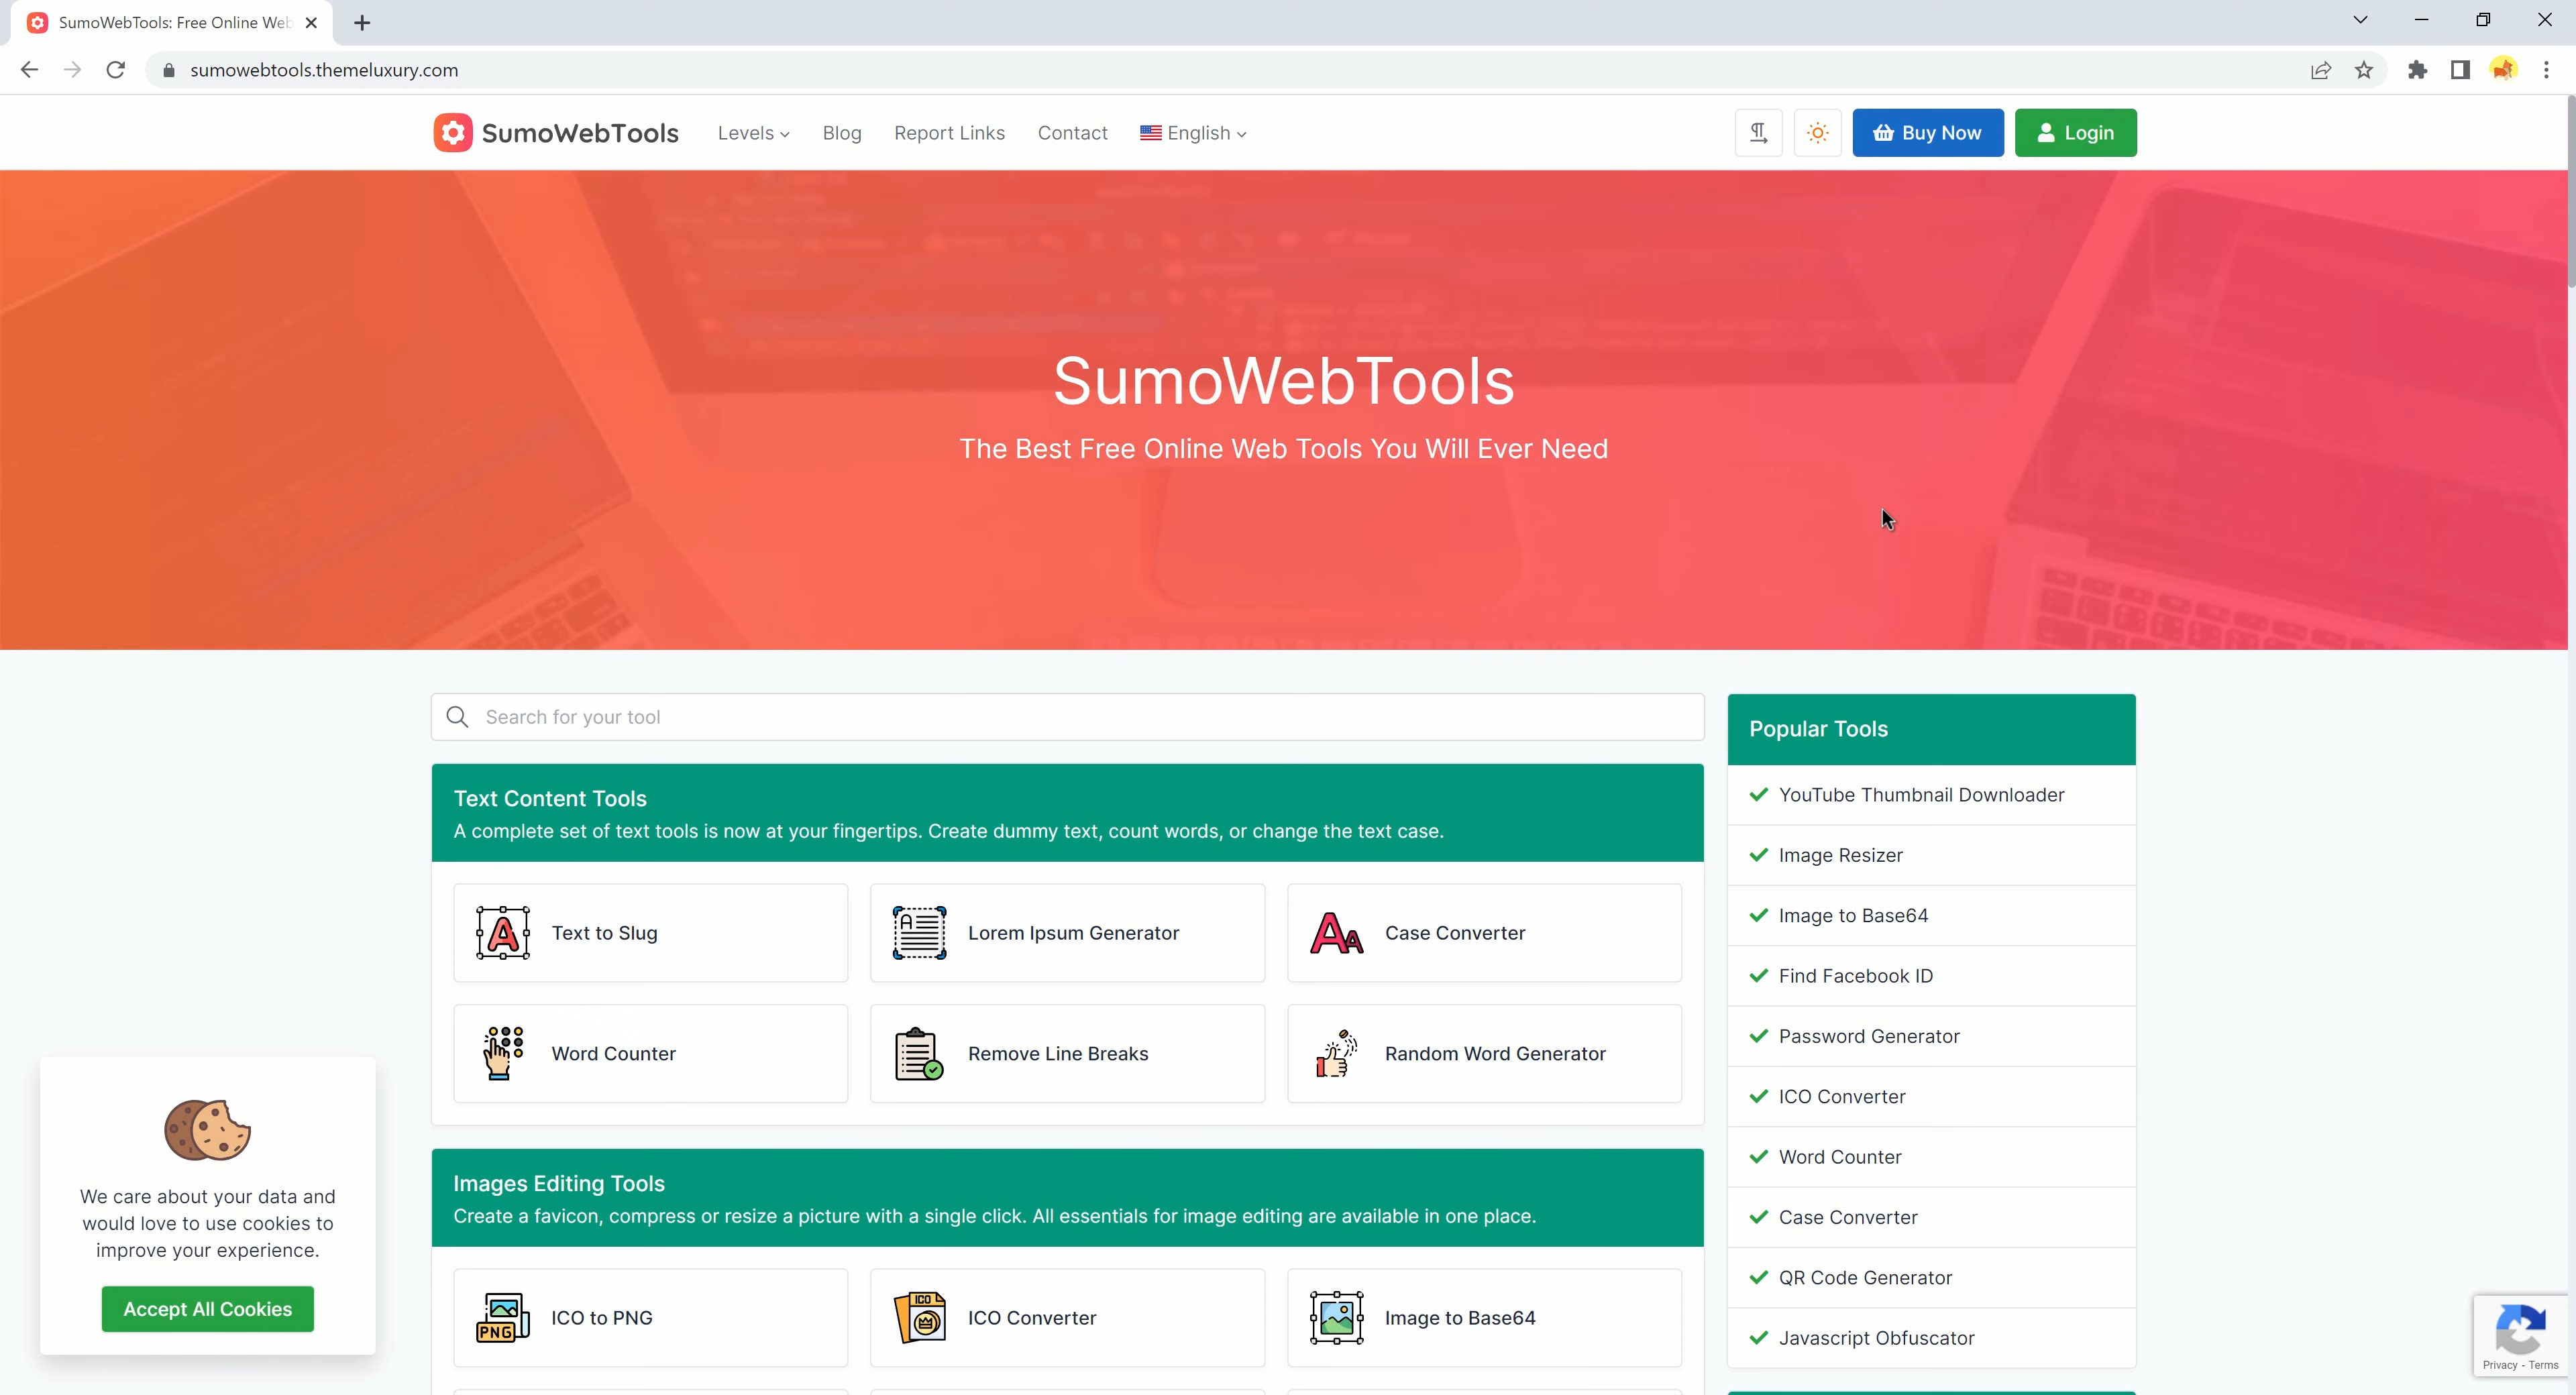 SumoWebTools: Free Online Web
sumowebtools.themeluxury.com
SumoWebTools
Levels
Blog
Report Links
Contact
English
Buy Now
Login
SumoWebTools
The Best Free Online Web Tools You Will Ever Need
Search for your tool
Text Content Tools
A complete set of text tools is now at your fingertips. Create dummy text, count words, or change the text case.
Text to Slug
Lorem Ipsum Generator
Case Converter
Word Counter
Remove Line Breaks
Random Word Generator
Images Editing Tools
Create a favicon, compress or resize a picture with a single click. All essentials for image editing are available in one place.
PNG
ICO to PNG
ICO
ICO Converter
Image to Base64
Popular Tools
YouTube Thumbnail Downloader
Image Resizer
Image to Base64
Find Facebook ID
Password Generator
ICO Converter
Word Counter
Case Converter
QR Code Generator
Javascript Obfuscator
We care about your data and
would love to use cookies to
improve your experience.
Accept All Cookies
Privacy - Terms